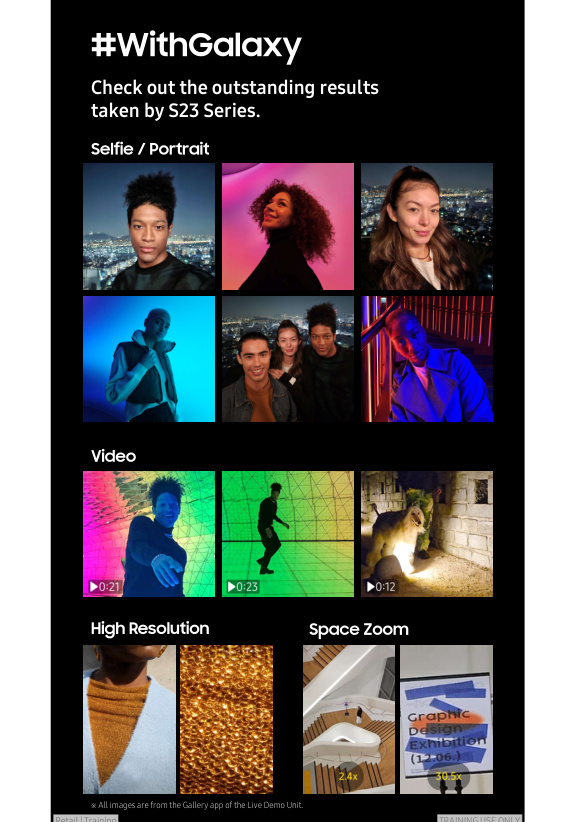 #WithGalaxy
Check out the outstanding results
taken by S23 Series.
Selfie / Portrait
Video
0:21
0:23
0:12
High Resolution
Space Zoom
Graphic
Design
Exhibition
(12.06.)
2.4x
30.5x
※ All images are from the Gallery app of the Live Demo Unit.
Retail | Training
TRAINING USE ONLY